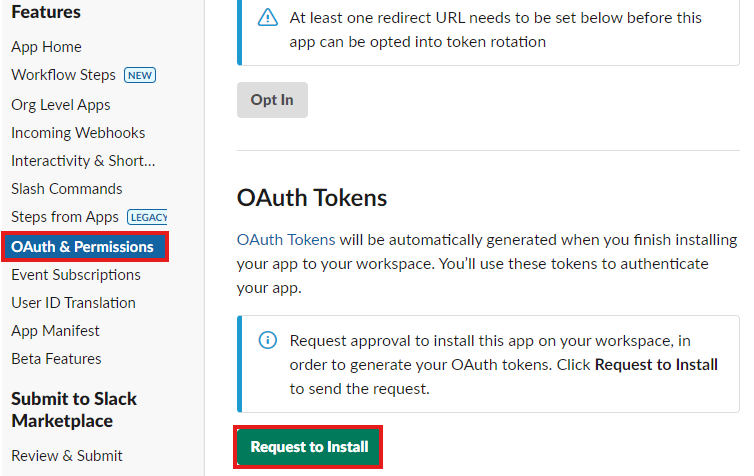 Features
App Home
Workflow Steps NEW
Org Level Apps
Incoming Webhooks
Interactivity & Short...
Slash Commands
Steps from Apps LEGACY
OAuth & Permissions
Event Subscriptions
User ID Translation
App Manifest
Beta Features
Submit to Slack
Marketplace
Review & Submit
At least one redirect URL needs to be set below before this
app can be opted into token rotation
Opt In
OAuth Tokens
OAuth Tokens will be automatically generated when you finish installing
your app to your workspace. You’ll use these tokens to authenticate
your app.
Request approval to install this app on your workspace, in
order to generate your OAuth tokens. Click Request to Install
to send the request.
Request to Install